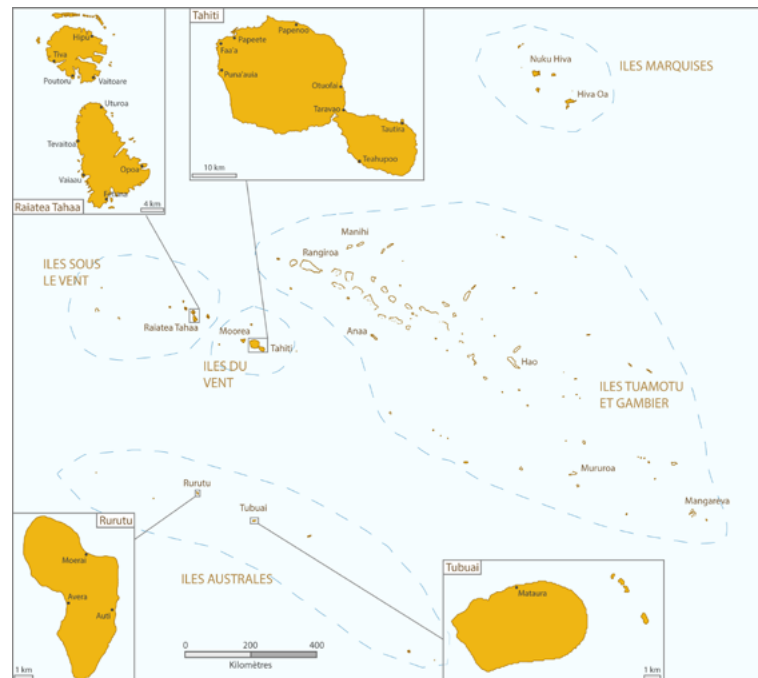 Hipu
Tiva
Poutoru
Vaitoare
Uturoa
Tevaitoa
Opoa
Vaiaau
Raiatea Tahaa
4 km
Tahiti
Papenoo
Papeete
Faa'a
Puna'auia
Otuofai
Taravao
Tautira
Teahupoo
10 km
ILES MARQUISES
Nuku Hiva
Hiva Oa
Manihi
Rangiroa
ILES SOUS
LE VENT
Raiatea Tahaa
Moorea
Tahiti
ILES DU
VENT
Anaa
Hao
ILES TUAMOTU
ET GAMBIER
Mururoa
Mangaréva
Rurutu
Tubuai
ILES AUSTRALES
Rurutu
Moerai
Avera
Auti
1 km
0
200
400
Kilomètres
Tubuai
Mataura
1 km